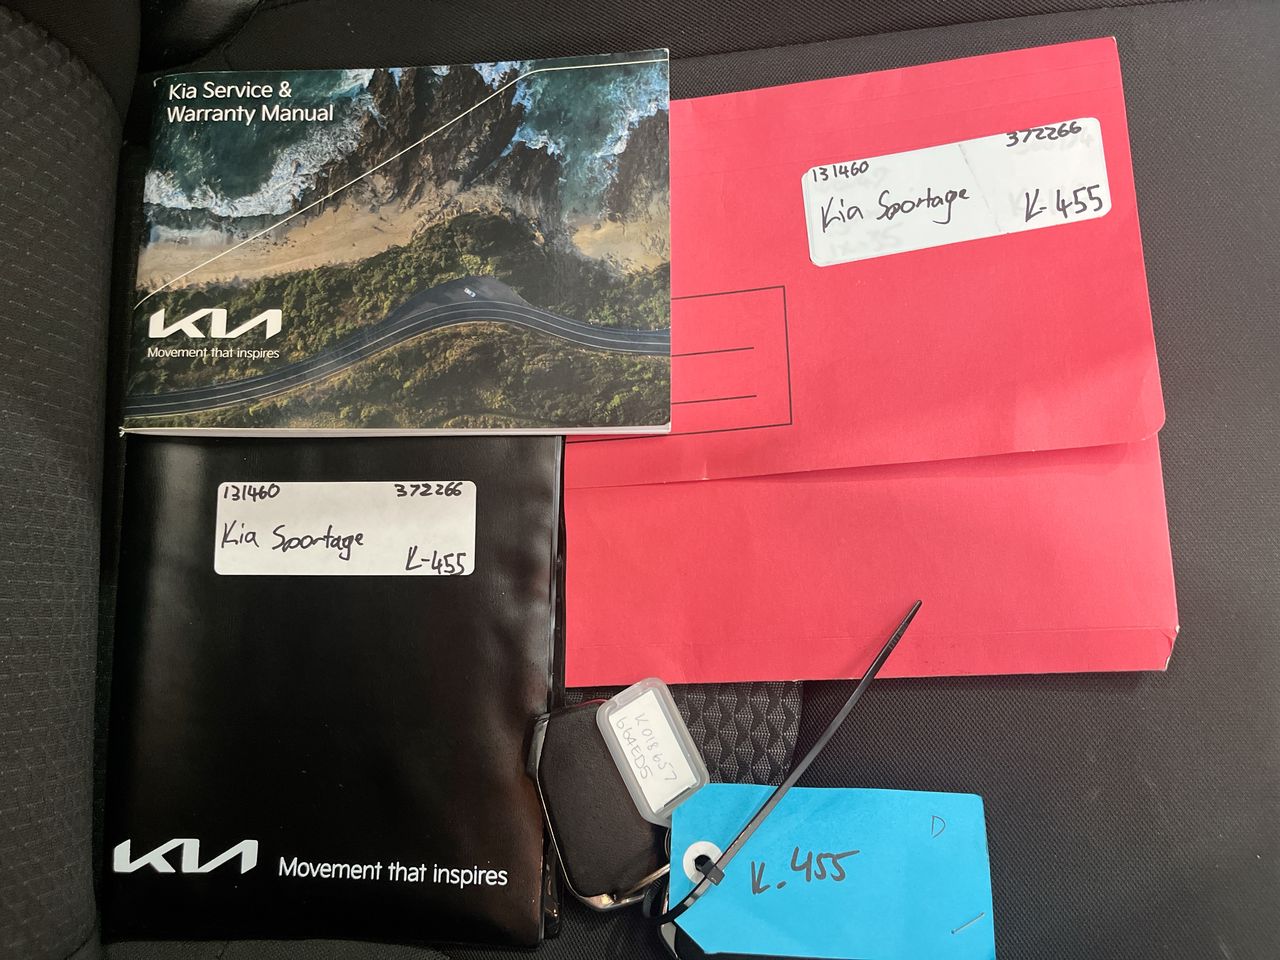 Kia Service &
Warranty Manual
KIA
Movement that inspires
131460 372266
Kia Sportage K-455
131460 372266
Kia Sportage
K-455
KIA Movement that inspires
K018657
664ED5
D
K.455